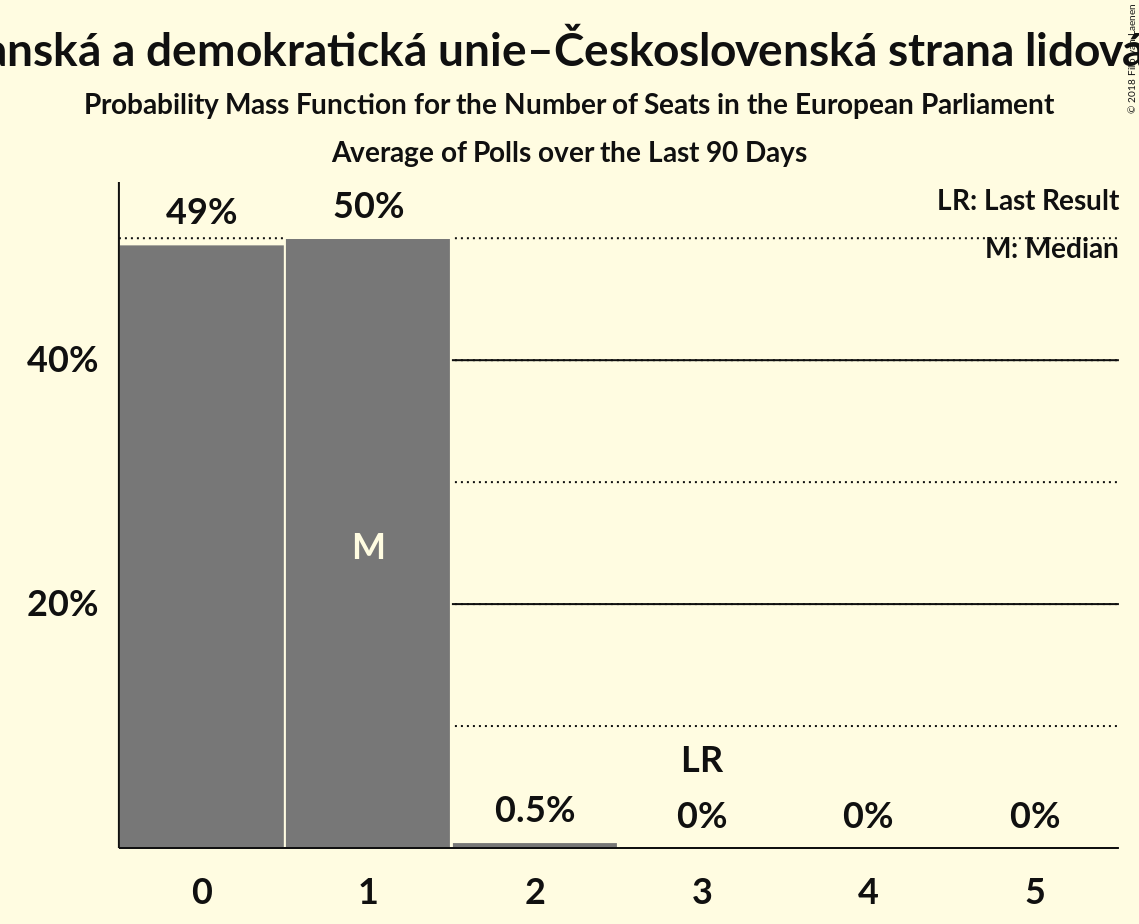 anská a demokratická unie–Československá strana lidová
Probability Mass Function for the Number of Seats in the European Parliament
Average of Polls over the Last 90 Days
LR: Last Result
M: Median
49%
50%
40%
M
20%
LR
0.5%
0%
0%
0%
0
1
2
3
4
5
© 2018